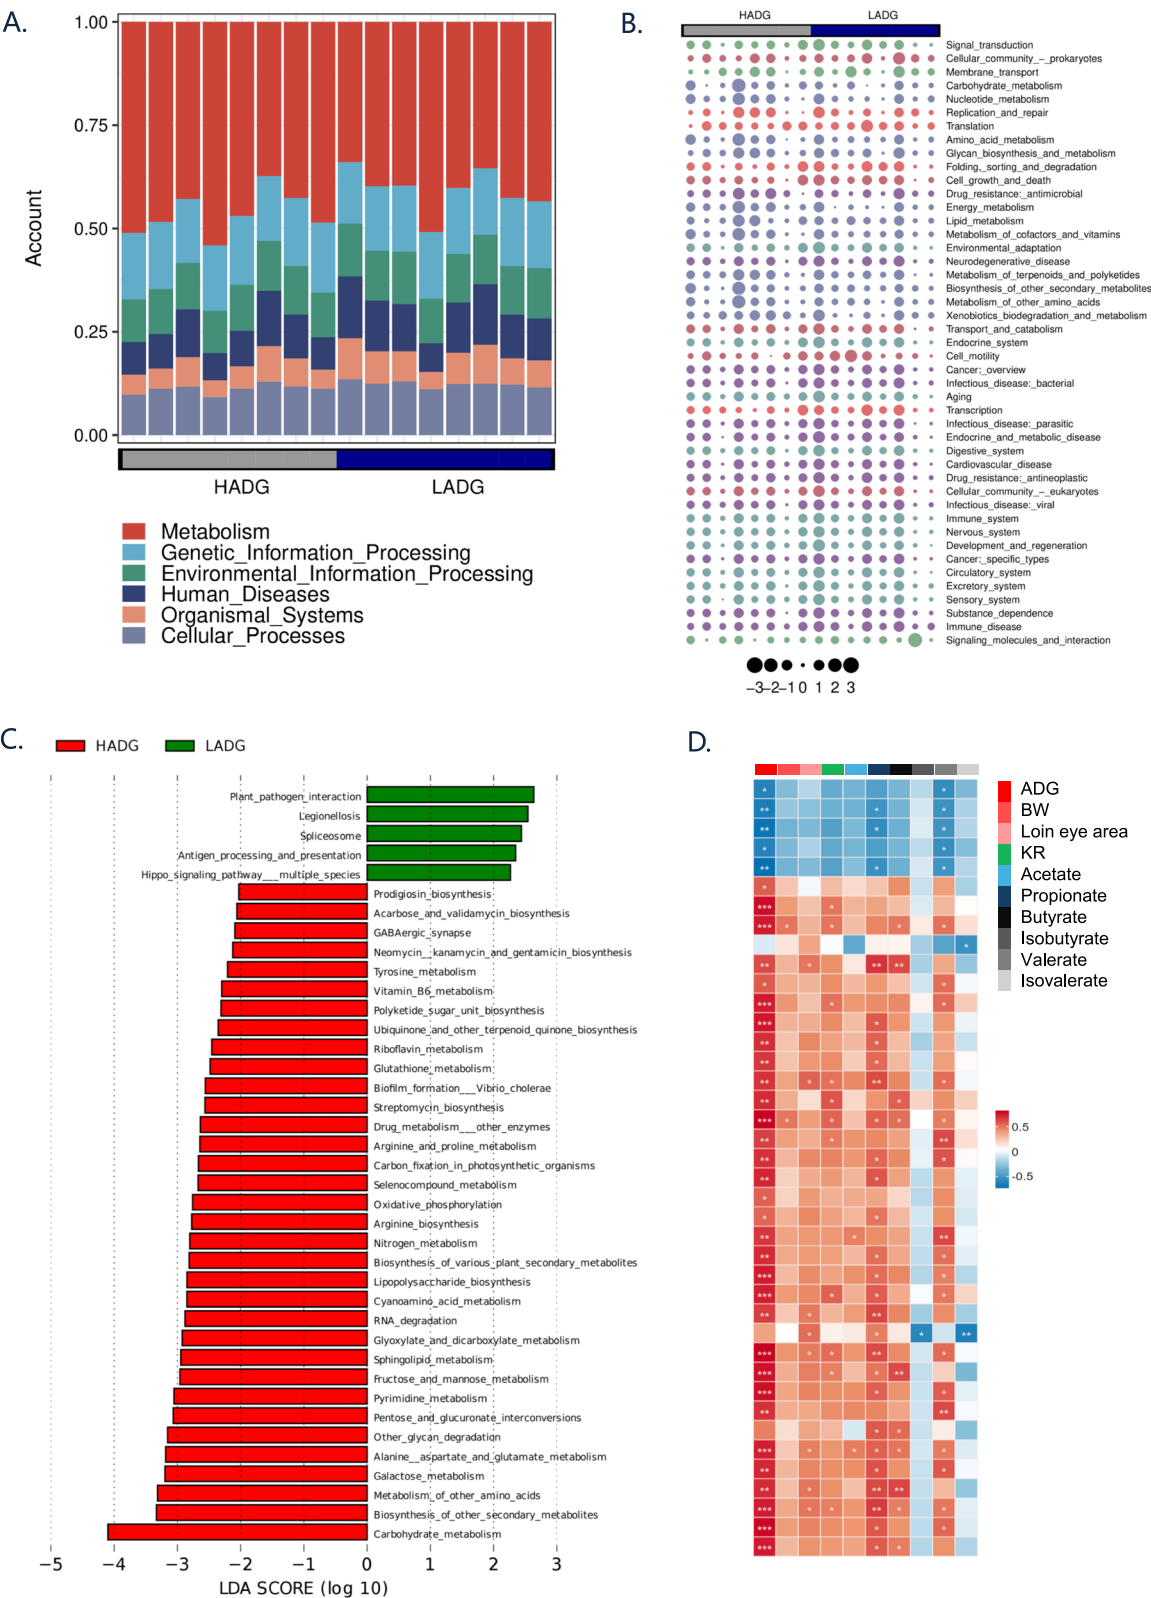 A.
1.00
0.75
0.50
0.25
0.00
Account
HADG
LADG
Metabolism
Genetic_Information_Processing
Environmental_Information_Processing
Human_Diseases
Organismal_Systems
Cellular_Processes
B.
HADG
LADG
Signal_transduction
Cellular_community_-_prokaryotes
Membrane_transport
Carbohydrate_metabolism
Nucleotide_metabolism
Replication_and_repair
Translation
Amino_acid_metabolism
Glycan_biosynthesis_and_metabolism
Folding,_sorting_and_degradation
Cell_growth_and_death
Drug_resistance:_antimicrobial
Energy_metabolism
Lipid_metabolism
Metabolism_of_cofactors_and_vitamins
Environmental_adaptation
Neurodegenerative_disease
Metabolism_of_terpenoids_and_polyketides
Biosynthesis_of_other_secondary_metabolites
Metabolism_of_other_amino_acids
Xenobiotics_biodegradation_and_metabolism
Transport_and_catabolism
Endocrine_system
Cell_motility
Cancer:_overview
Infectious_disease:_bacterial
Aging
Transcription
Infectious_disease:_parasitic
Endocrine_and_metabolic_disease
Digestive_system
Cardiovascular_disease
Drug_resistance:_antineoplastic
Cellular_community_-_eukaryotes
Infectious_disease:_viral
Immune_system
Nervous_system
Development_and_regeneration
Cancer:_specific_types
Circulatory_system
Excretory_system
Sensory_system
Substance_dependence
Immune_disease
Signaling_molecules_and_interaction
−3−2−1 0 1 2 3
C.
HADG
LADG
Plant_pathogen_interaction
Legionellosis
Spliceosome
Antigen_processing_and_presentation
Hippo_signaling_pathway___multiple_species
Prodigiosin_biosynthesis
Acarbose_and_validamycin_biosynthesis
GABAergic_synapse
Neomycin__kanamycin_and_gentamicin_biosynthesis
Tyrosine_metabolism
Vitamin_B6_metabolism
Polyketide_sugar_unit_biosynthesis
Ubiquinone_and_other_terpenoid_quinone_biosynthesis
Riboflavin_metabolism
Glutathione_metabolism
Biofilm_formation___Vibrio_cholerae
Streptomycin_biosynthesis
Drug_metabolism___other_enzymes
Arginine_and_proline_metabolism
Carbon_fixation_in_photosynthetic_organisms
Selenocompound_metabolism
Oxidative_phosphorylation
Arginine_biosynthesis
Nitrogen_metabolism
Biosynthesis_of_various_plant_secondary_metabolites
Lipopolysaccharide_biosynthesis
Cyanoamino_acid_metabolism
RNA_degradation
Glyoxylate_and_dicarboxylate_metabolism
Sphingolipid_metabolism
Fructose_and_mannose_metabolism
Pyrimidine_metabolism
Pentose_and_glucuronate_interconversions
Other_glycan_degradation
Alanine__aspartate_and_glutamate_metabolism
Galactose_metabolism
Metabolism_of_other_amino_acids
Biosynthesis_of_other_secondary_metabolites
Carbohydrate_metabolism
−5 −4 −3 −2 −1 0 1 2 3
LDA SCORE (log 10)
D.
ADG
BW
Loin eye area
KR
Acetate
Propionate
Butyrate
Isobutyrate
Valerate
Isovalerate
0.5
0
-0.5